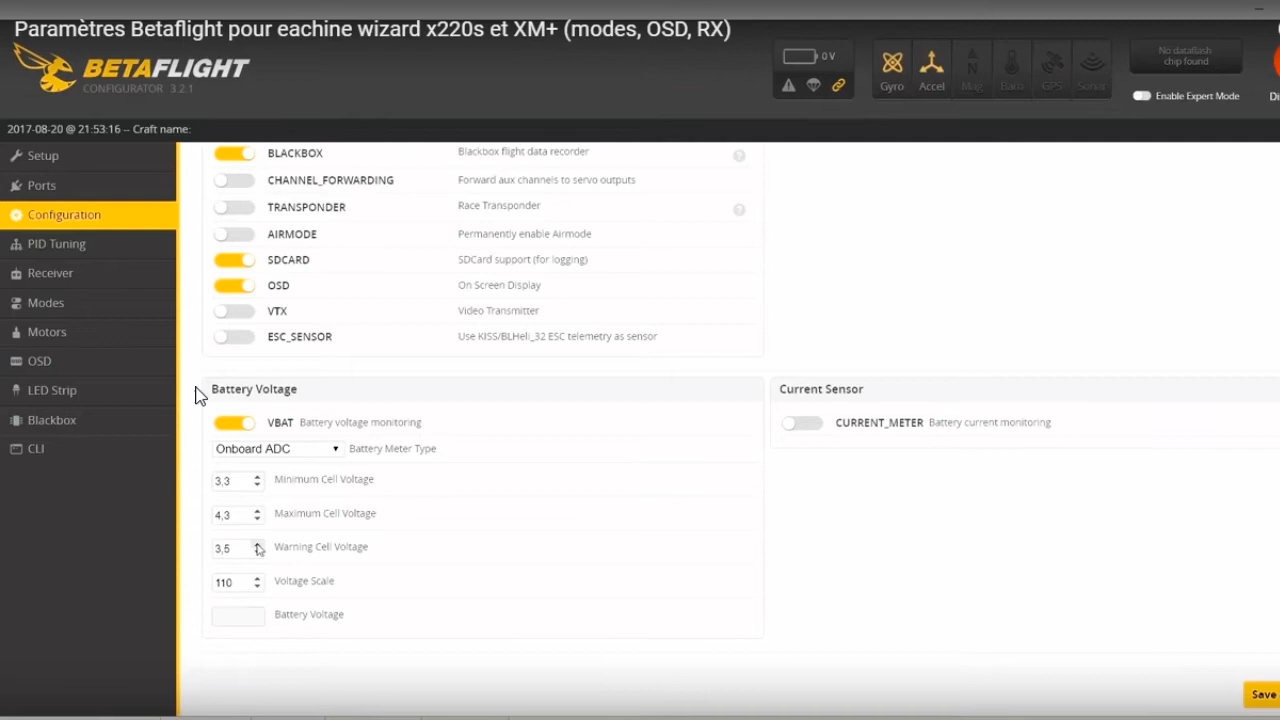 Paramètres Betaflight pour eachine wizard x220s et XM+ (modes, OSD, RX)
BETAFLIGHT
CONFIGURATOR 3.2.1
0 V
Gyro Accel Mag Baro GPS Sonar
No dataflash
chip found
Enable Expert Mode
Di
2017-08-20 @ 21:53:16 -- Craft name:
Setup
Ports
Configuration
PID Tuning
Receiver
Modes
Motors
OSD
LED Strip
Blackbox
CLI
BLACKBOX Blackbox flight data recorder ?
CHANNEL_FORWARDING Forward aux channels to servo outputs
TRANSPONDER Race Transponder ?
AIRMODE Permanently enable Airmode
SDCARD SDCard support (for logging)
OSD On Screen Display
VTX Video Transmitter
ESC_SENSOR Use KISS/BLHeli_32 ESC telemetry as sensor
Battery Voltage
VBAT Battery voltage monitoring
Onboard ADC Battery Meter Type
3,3 Minimum Cell Voltage
4,3 Maximum Cell Voltage
3,5 Warning Cell Voltage
110 Voltage Scale
Battery Voltage
Current Sensor
CURRENT_METER Battery current monitoring
Save